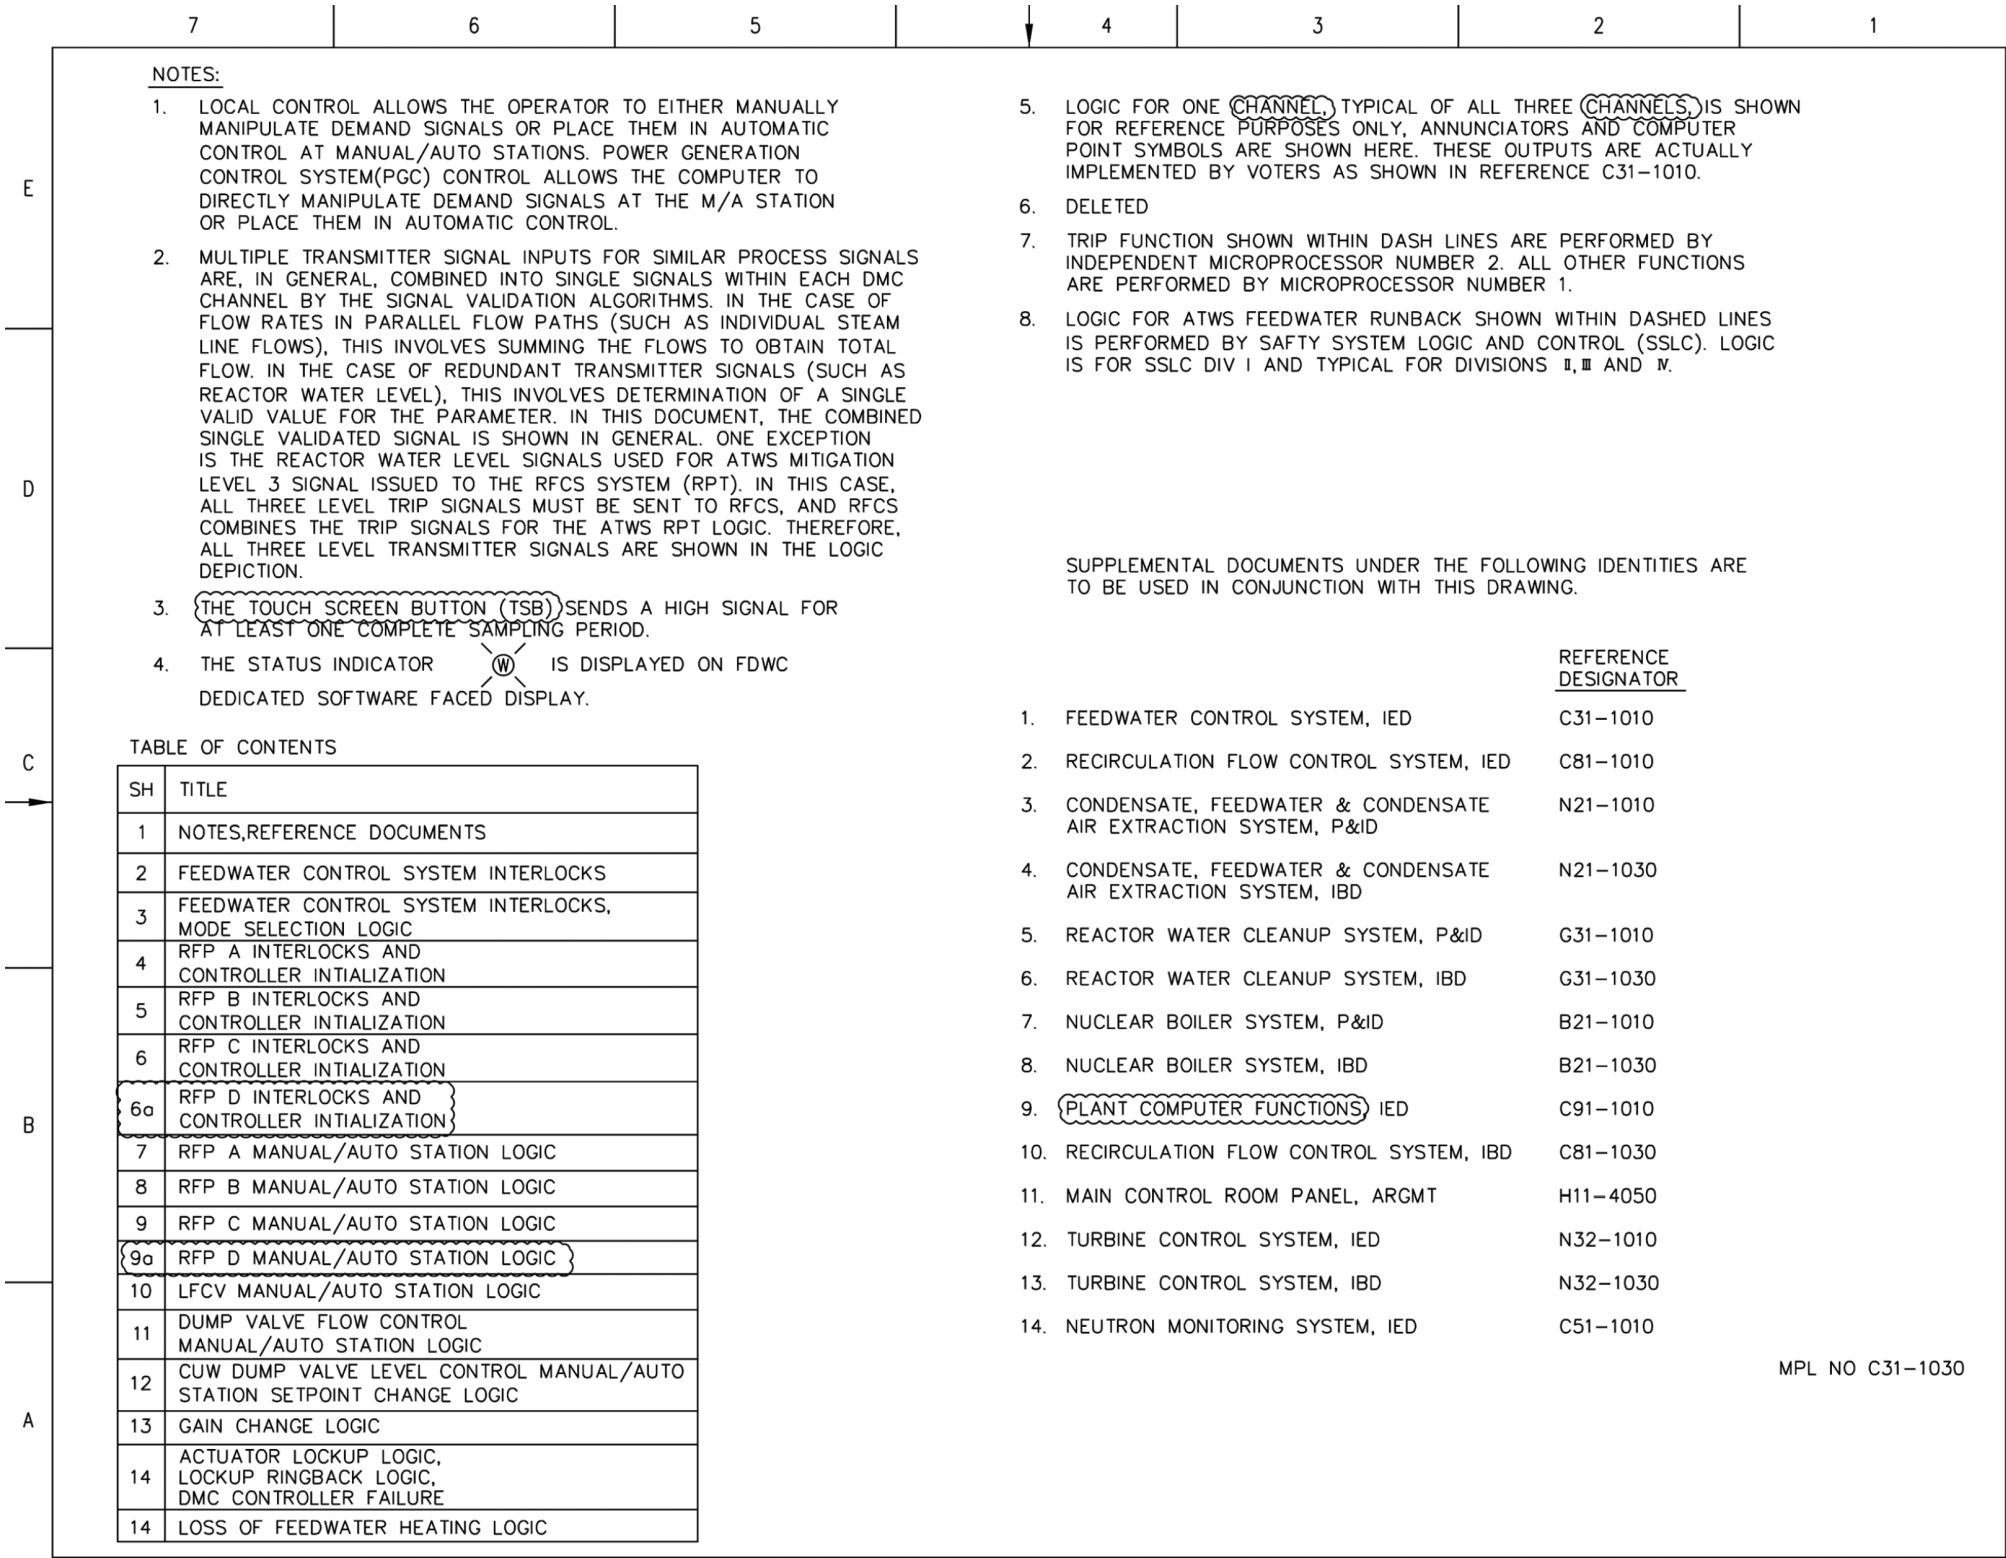 7 6 5 4 3 2 1
E
D
C
B
A
NOTES:
1. LOCAL CONTROL ALLOWS THE OPERATOR TO EITHER MANUALLY
MANIPULATE DEMAND SIGNALS OR PLACE THEM IN AUTOMATIC
CONTROL AT MANUAL/AUTO STATIONS. POWER GENERATION
CONTROL SYSTEM(PGC) CONTROL ALLOWS THE COMPUTER TO
DIRECTLY MANIPULATE DEMAND SIGNALS AT THE M/A STATION
OR PLACE THEM IN AUTOMATIC CONTROL.
2. MULTIPLE TRANSMITTER SIGNAL INPUTS FOR SIMILAR PROCESS SIGNALS
ARE, IN GENERAL, COMBINED INTO SINGLE SIGNALS WITHIN EACH DMC
CHANNEL BY THE SIGNAL VALIDATION ALGORITHMS. IN THE CASE OF
FLOW RATES IN PARALLEL FLOW PATHS (SUCH AS INDIVIDUAL STEAM
LINE FLOWS), THIS INVOLVES SUMMING THE FLOWS TO OBTAIN TOTAL
FLOW. IN THE CASE OF REDUNDANT TRANSMITTER SIGNALS (SUCH AS
REACTOR WATER LEVEL), THIS INVOLVES DETERMINATION OF A SINGLE
VALID VALUE FOR THE PARAMETER. IN THIS DOCUMENT, THE COMBINED
SINGLE VALIDATED SIGNAL IS SHOWN IN GENERAL. ONE EXCEPTION
IS THE REACTOR WATER LEVEL SIGNALS USED FOR ATWS MITIGATION
LEVEL 3 SIGNAL ISSUED TO THE RFCS SYSTEM (RPT). IN THIS CASE,
ALL THREE LEVEL TRIP SIGNALS MUST BE SENT TO RFCS, AND RFCS
COMBINES THE TRIP SIGNALS FOR THE ATWS RPT LOGIC. THEREFORE,
ALL THREE LEVEL TRANSMITTER SIGNALS ARE SHOWN IN THE LOGIC
DEPICTION.
3. THE TOUCH SCREEN BUTTON (TSB) SENDS A HIGH SIGNAL FOR
AT LEAST ONE COMPLETE SAMPLING PERIOD.
4. THE STATUS INDICATOR W IS DISPLAYED ON FDWC
DEDICATED SOFTWARE FACED DISPLAY.
TABLE OF CONTENTS
SH TITLE
1 NOTES,REFERENCE DOCUMENTS
2 FEEDWATER CONTROL SYSTEM INTERLOCKS
3 FEEDWATER CONTROL SYSTEM INTERLOCKS,
MODE SELECTION LOGIC
4 RFP A INTERLOCKS AND
CONTROLLER INTIALIZATION
5 RFP B INTERLOCKS AND
CONTROLLER INTIALIZATION
6 RFP C INTERLOCKS AND
CONTROLLER INTIALIZATION
6a RFP D INTERLOCKS AND
CONTROLLER INTIALIZATION
7 RFP A MANUAL/AUTO STATION LOGIC
8 RFP B MANUAL/AUTO STATION LOGIC
9 RFP C MANUAL/AUTO STATION LOGIC
9a RFP D MANUAL/AUTO STATION LOGIC
10 LFCV MANUAL/AUTO STATION LOGIC
11 DUMP VALVE FLOW CONTROL
MANUAL/AUTO STATION LOGIC
12 CUW DUMP VALVE LEVEL CONTROL MANUAL/AUTO
STATION SETPOINT CHANGE LOGIC
13 GAIN CHANGE LOGIC
14 ACTUATOR LOCKUP LOGIC,
LOCKUP RINGBACK LOGIC,
DMC CONTROLLER FAILURE
14 LOSS OF FEEDWATER HEATING LOGIC
5. LOGIC FOR ONE CHANNEL, TYPICAL OF ALL THREE CHANNELS, IS SHOWN
FOR REFERENCE PURPOSES ONLY, ANNUNCIATORS AND COMPUTER
POINT SYMBOLS ARE SHOWN HERE. THESE OUTPUTS ARE ACTUALLY
IMPLEMENTED BY VOTERS AS SHOWN IN REFERENCE C31-1010.
6. DELETED
7. TRIP FUNCTION SHOWN WITHIN DASH LINES ARE PERFORMED BY
INDEPENDENT MICROPROCESSOR NUMBER 2. ALL OTHER FUNCTIONS
ARE PERFORMED BY MICROPROCESSOR NUMBER 1.
8. LOGIC FOR ATWS FEEDWATER RUNBACK SHOWN WITHIN DASHED LINES
IS PERFORMED BY SAFTY SYSTEM LOGIC AND CONTROL (SSLC). LOGIC
IS FOR SSLC DIV I AND TYPICAL FOR DIVISIONS II, III AND IV.
SUPPLEMENTAL DOCUMENTS UNDER THE FOLLOWING IDENTITIES ARE
TO BE USED IN CONJUNCTION WITH THIS DRAWING.
REFERENCE
DESIGNATOR
1. FEEDWATER CONTROL SYSTEM, IED C31-1010
2. RECIRCULATION FLOW CONTROL SYSTEM, IED C81-1010
3. CONDENSATE, FEEDWATER & CONDENSATE N21-1010
AIR EXTRACTION SYSTEM, P&ID
4. CONDENSATE, FEEDWATER & CONDENSATE N21-1030
AIR EXTRACTION SYSTEM, IBD
5. REACTOR WATER CLEANUP SYSTEM, P&ID G31-1010
6. REACTOR WATER CLEANUP SYSTEM, IBD G31-1030
7. NUCLEAR BOILER SYSTEM, P&ID B21-1010
8. NUCLEAR BOILER SYSTEM, IBD B21-1030
9. PLANT COMPUTER FUNCTIONS, IED C91-1010
10. RECIRCULATION FLOW CONTROL SYSTEM, IBD C81-1030
11. MAIN CONTROL ROOM PANEL, ARGMT H11-4050
12. TURBINE CONTROL SYSTEM, IED N32-1010
13. TURBINE CONTROL SYSTEM, IBD N32-1030
14. NEUTRON MONITORING SYSTEM, IED C51-1010
MPL NO C31-1030